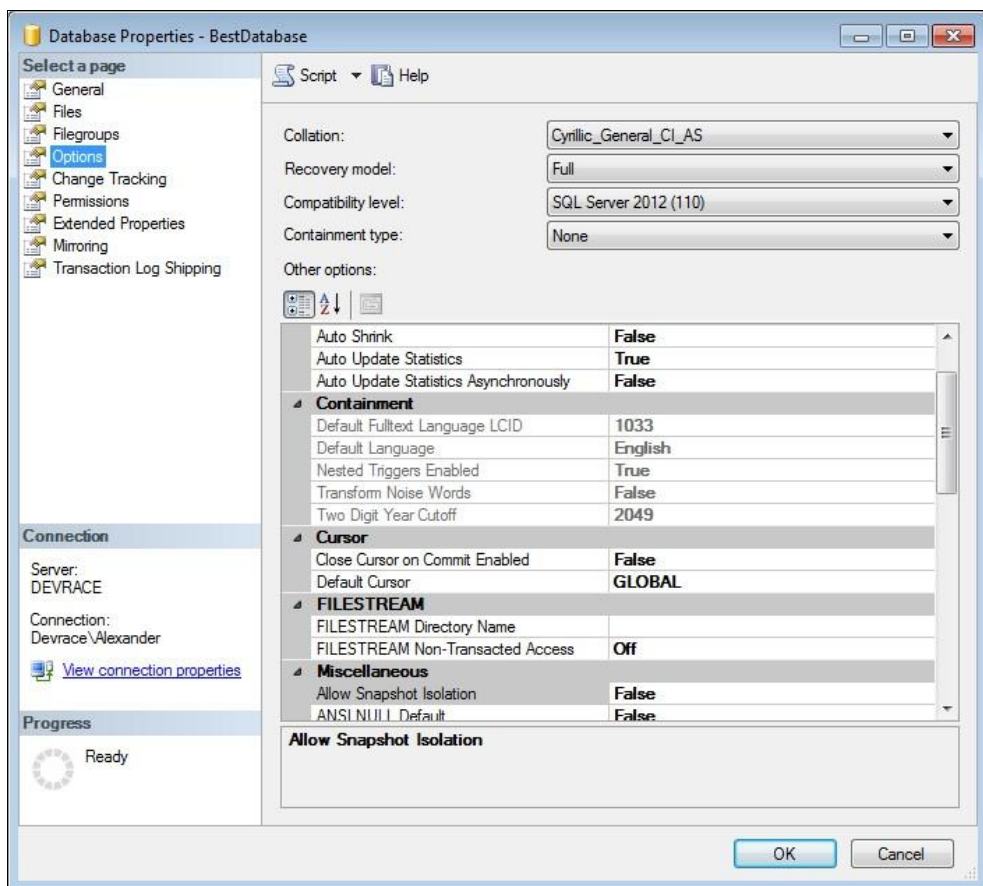 Database Properties - BestDatabase
Select a page
General
Files
Filegroups
Options
Change Tracking
Permissions
Extended Properties
Mirroring
Transaction Log Shipping
Connection
Server:
DEVRACE
Connection:
Devrace\Alexander
View connection properties
Progress
Ready
Script Help
Collation: Cyrillic_General_CI_AS
Recovery model: Full
Compatibility level: SQL Server 2012 (110)
Containment type: None
Other options:
Auto Shrink False
Auto Update Statistics True
Auto Update Statistics Asynchronously False
Containment
Default Fulltext Language LCID 1033
Default Language English
Nested Triggers Enabled True
Transform Noise Words False
Two Digit Year Cutoff 2049
Cursor
Close Cursor on Commit Enabled False
Default Cursor GLOBAL
FILESTREAM
FILESTREAM Directory Name
FILESTREAM Non-Transacted Access Off
Miscellaneous
Allow Snapshot Isolation False
ANSI NULL Default False
Allow Snapshot Isolation
OK Cancel